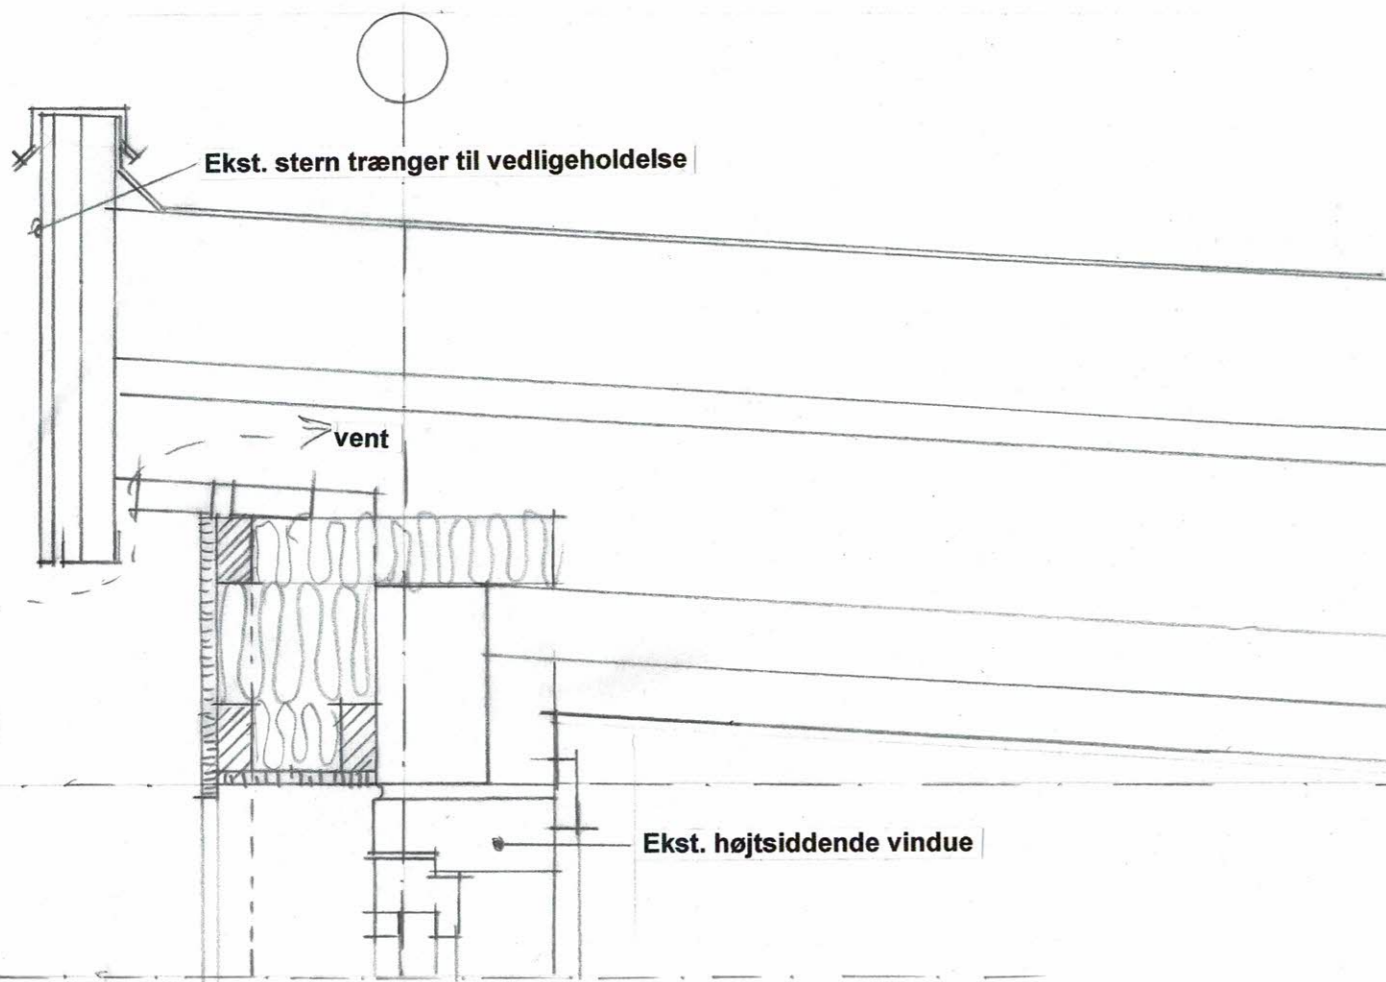 Ekst. stern trænger til vedligeholdelse
vent
Ekst. højtsiddende vindue